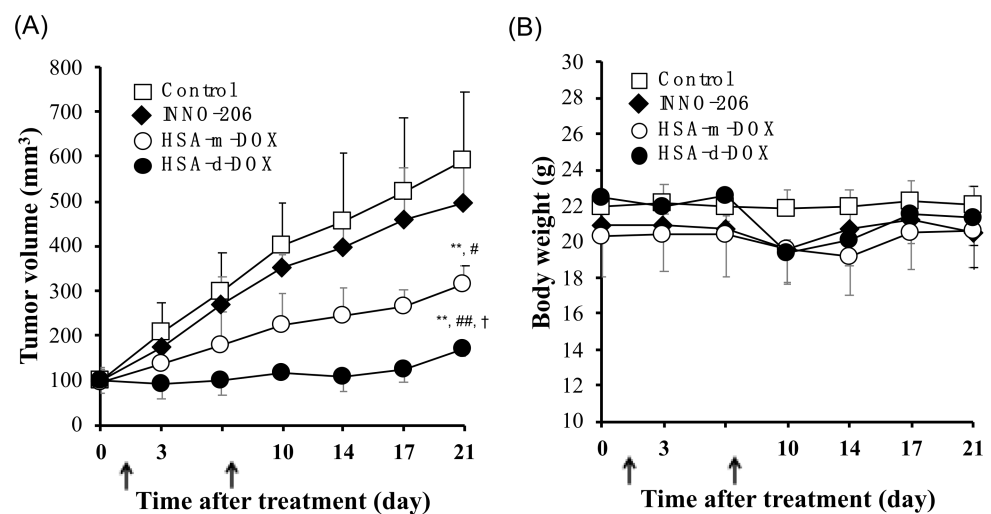 (A)
Tumor volume (mm³)
800
700
600
500
400
300
200
100
0
Control
INNO-206
HSA-m-DOX
HSA-d-DOX
**, #
**, ##, †
0 3 10 14 17 21
Time after treatment (day)
(B)
Body weight (g)
30
28
26
24
22
20
18
16
14
12
10
Control
INNO-206
HSA-m-DOX
HSA-d-DOX
0 3 10 14 17 21
Time after treatment (day)